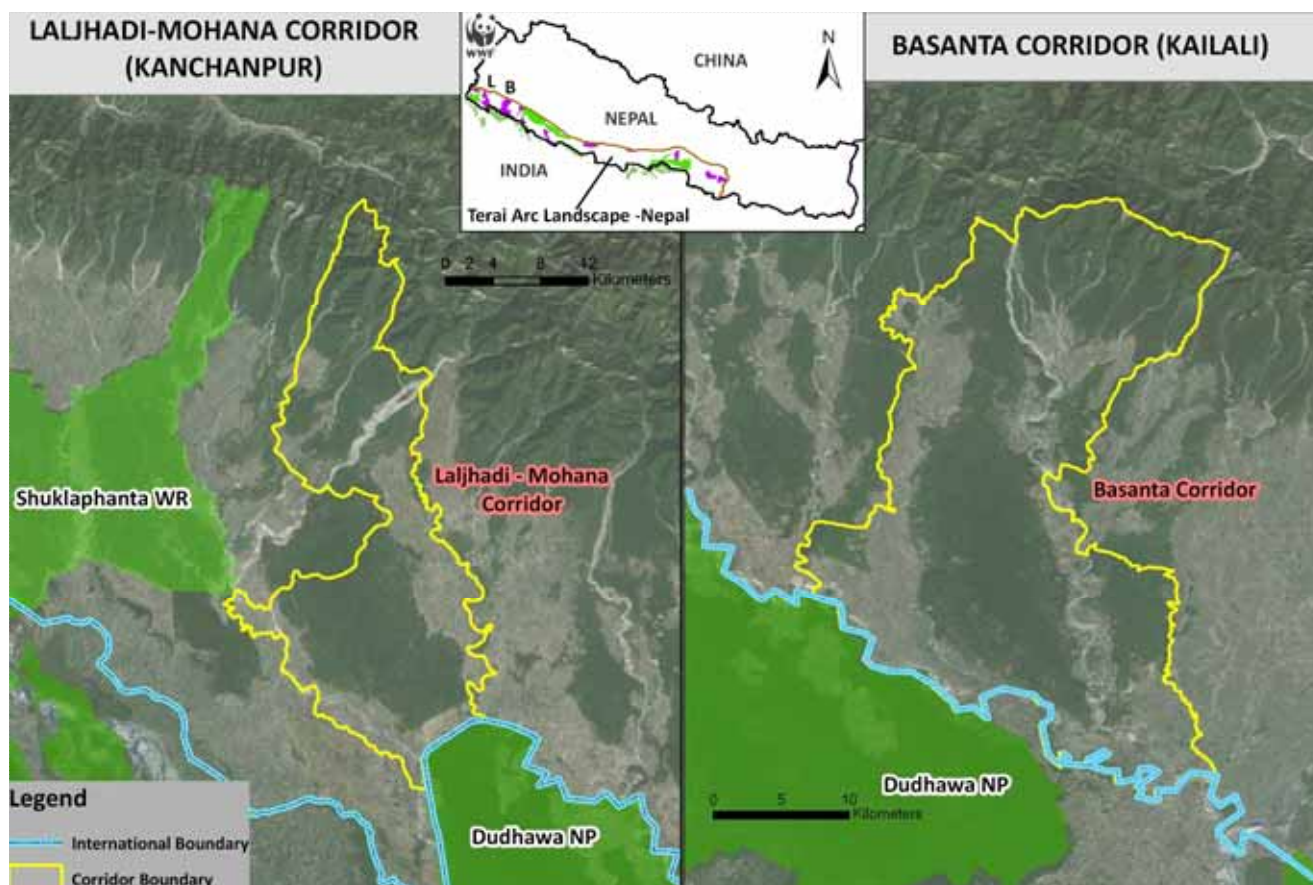 LALJHADI-MOHANA CORRIDOR
(KANCHANPUR)
WWF
L B
CHINA
NEPAL
INDIA
N
Terai Arc Landscape -Nepal
BASANTA CORRIDOR (KAILALI)
0 2 4 8 12
Kilometers
Shuklaphanta WR
Laljhadi - Mohana
Corridor
Dudhawa NP
Legend
International Boundary
Corridor Boundary
Basanta Corridor
Dudhawa NP
0 5 10
Kilometers